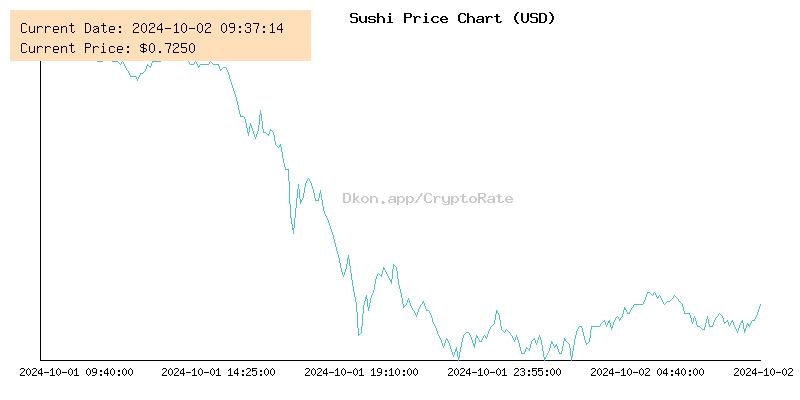 Sushi Price Chart (USD)
Current Date: 2024-10-02 09:37:14
Current Price: $0.7250
Dkon.app/CryptoRate
2024-10-01 09:40:00 2024-10-01 14:25:00 2024-10-01 19:10:00 2024-10-01 23:55:00 2024-10-02 04:40:00 2024-10-02